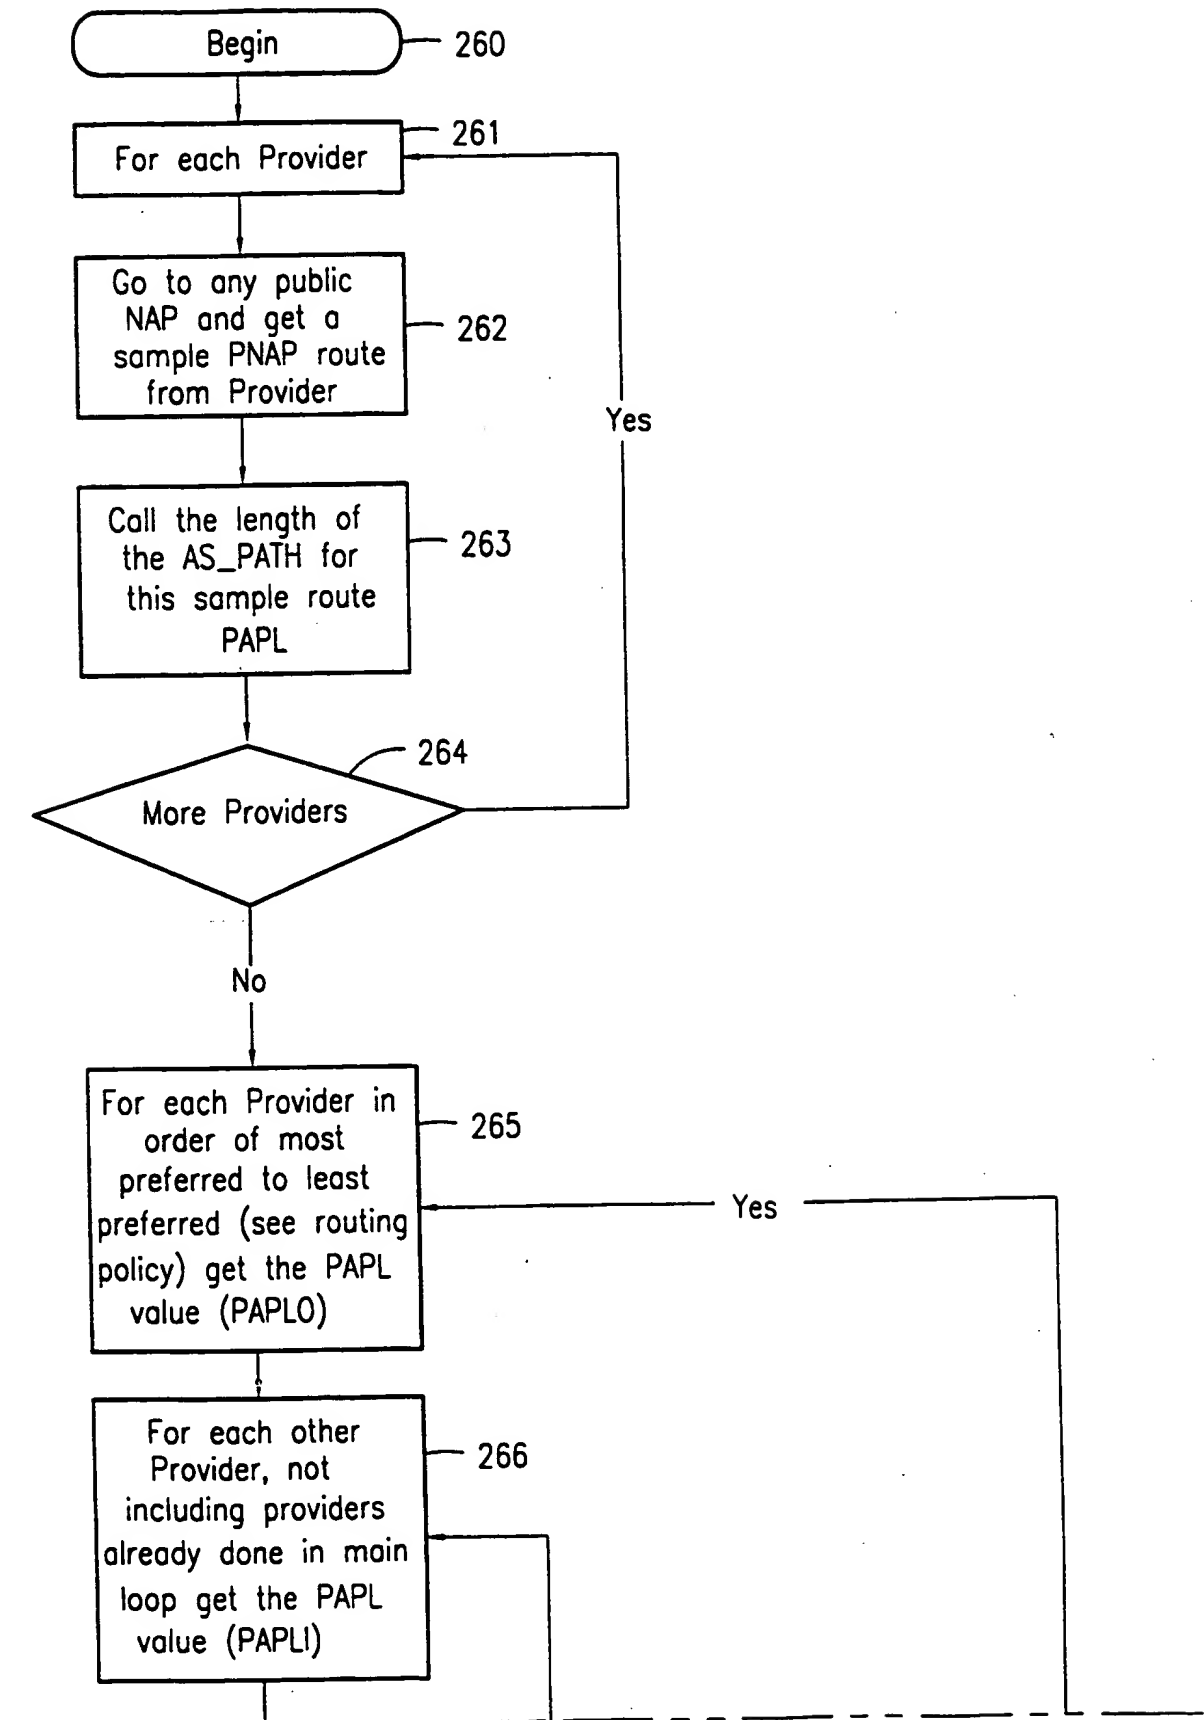 Begin
260
For each Provider
261
Go to any public
NAP and get a
sample PNAP route
from Provider
262
Yes
Call the length of
the AS_PATH for
this sample route
PAPL
263
264
More Providers
No
For each Provider in
order of most
preferred to least
preferred (see routing
policy) get the PAPL
value (PAPLO)
265
Yes
For each other
Provider, not
including providers
already done in main
loop get the PAPL
value (PAPLI)
266